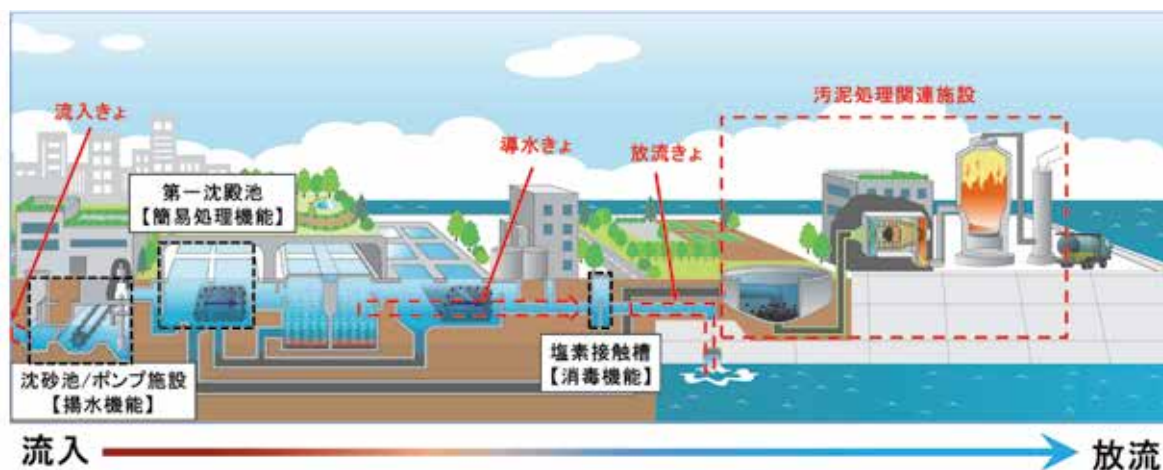 汚泥処理関連施設
流入きょ
導水きょ
放流きょ
第一沈殿池
【簡易処理機能】
塩素接触槽
【消毒機能】
沈砂池/ポンプ施設
【揚水機能】
流入
放流